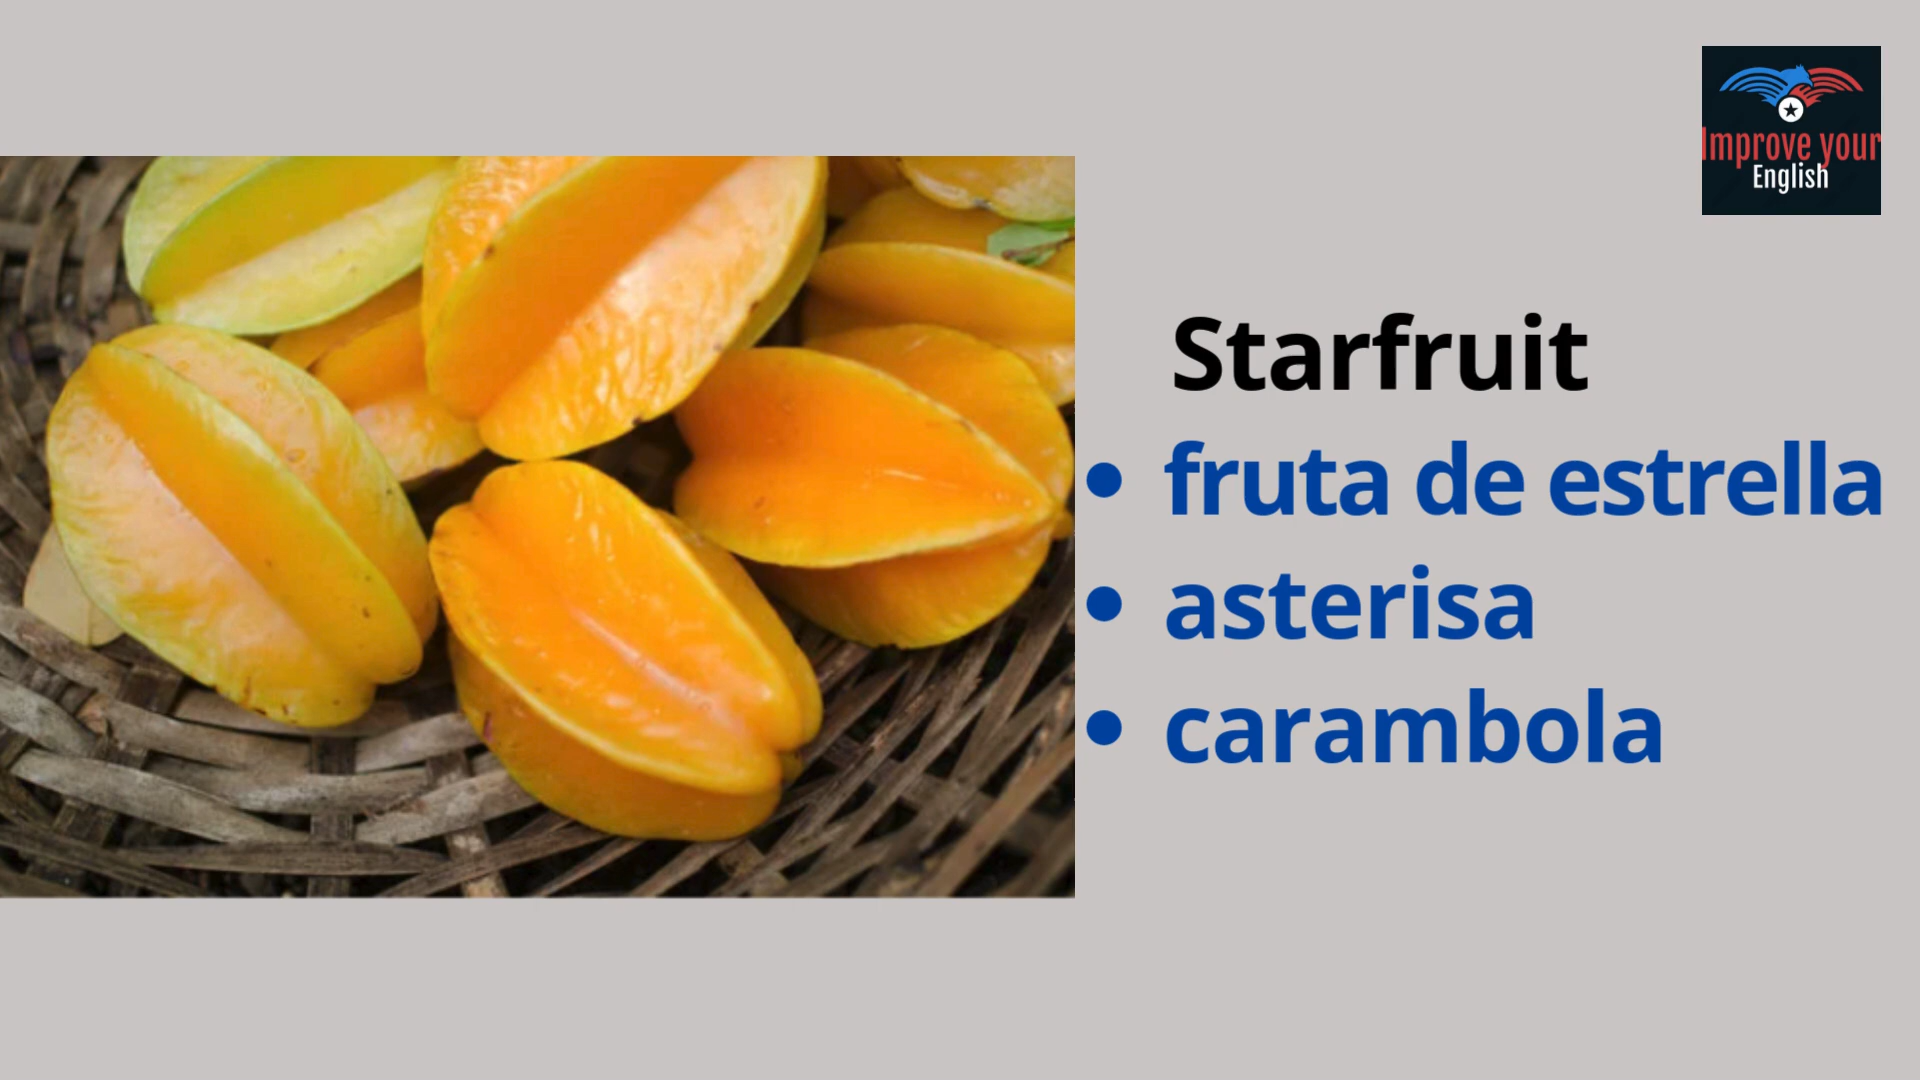 Improve your
English
Starfruit
• fruta de estrella
• asterisa
• carambola